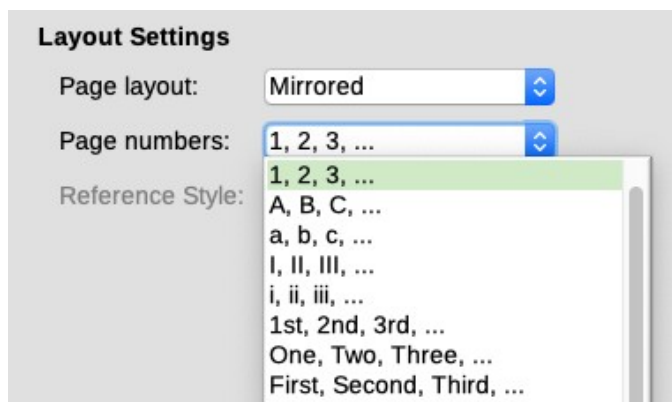 Layout Settings
Page layout: Mirrored
Page numbers: 1, 2, 3, ...
1, 2, 3, ...
Reference Style:
A, B, C, ...
a, b, c, ...
I, II, III, ...
i, ii, iii, ...
1st, 2nd, 3rd, ...
One, Two, Three, ...
First, Second, Third, ...